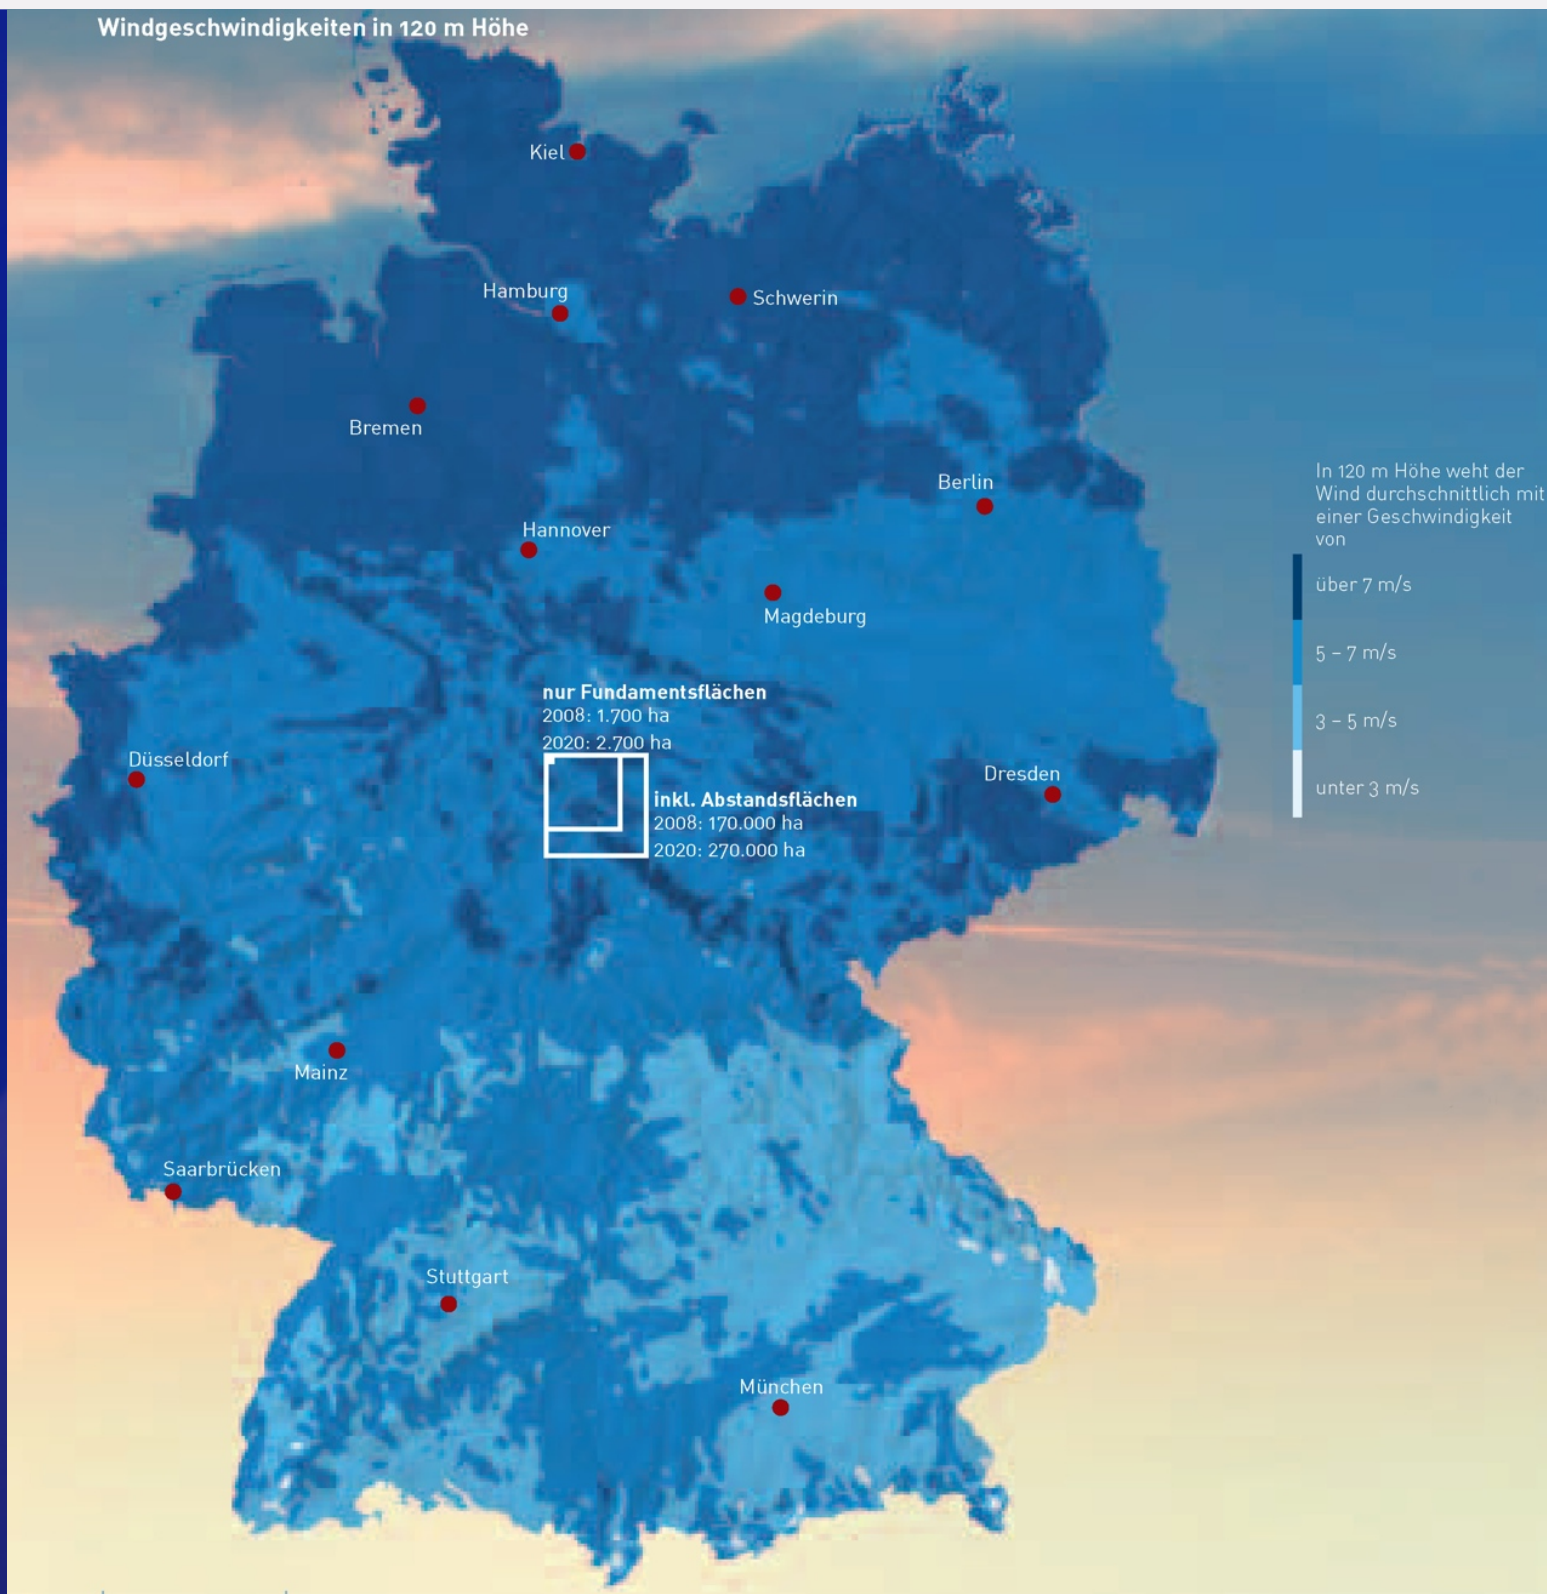 Windgeschwindigkeiten in 120 m Höhe
Kiel
Hamburg
Schwerin
Bremen
Berlin
In 120 m Höhe weht der
Wind durchschnittlich mit
einer Geschwindigkeit
von
über 7 m/s
5 – 7 m/s
3 – 5 m/s
unter 3 m/s
Hannover
Magdeburg
nur Fundamentsflächen
2008: 1.700 ha
2020: 2.700 ha
Düsseldorf
Dresden
inkl. Abstandsflächen
2008: 170.000 ha
2020: 270.000 ha
Mainz
Saarbrücken
Stuttgart
München